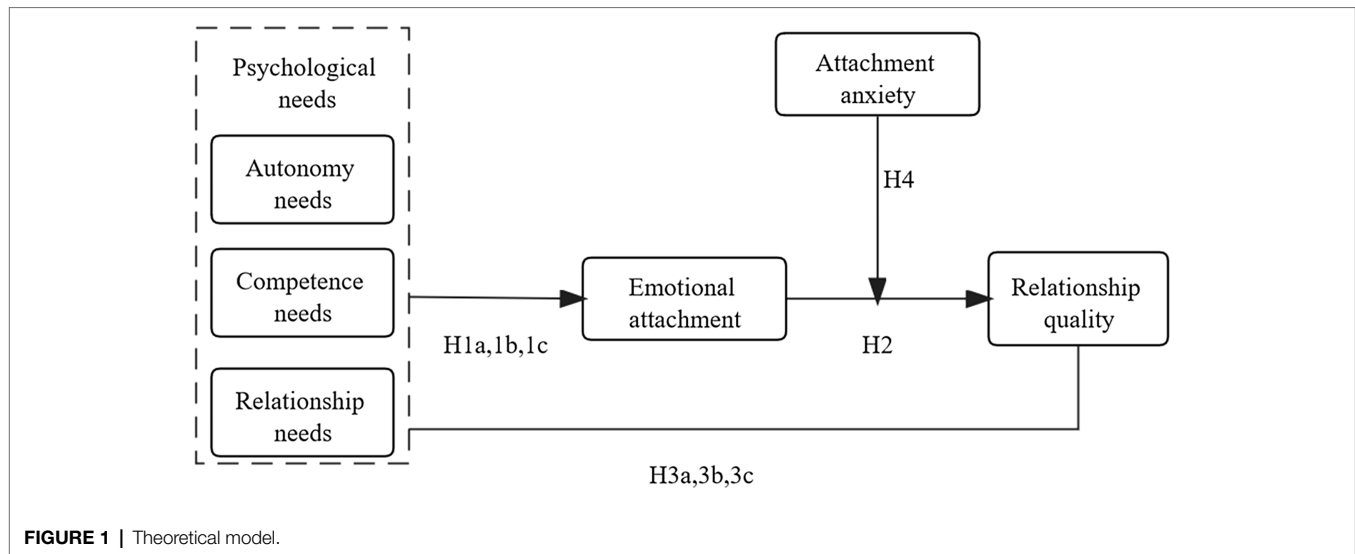 Psychological
needs
Autonomy
needs
Competence
needs
Relationship
needs
H1a,1b,1c
Emotional
attachment
Attachment
anxiety
H4
H2
Relationship
quality
H3a,3b,3c
FIGURE 1 | Theoretical model.